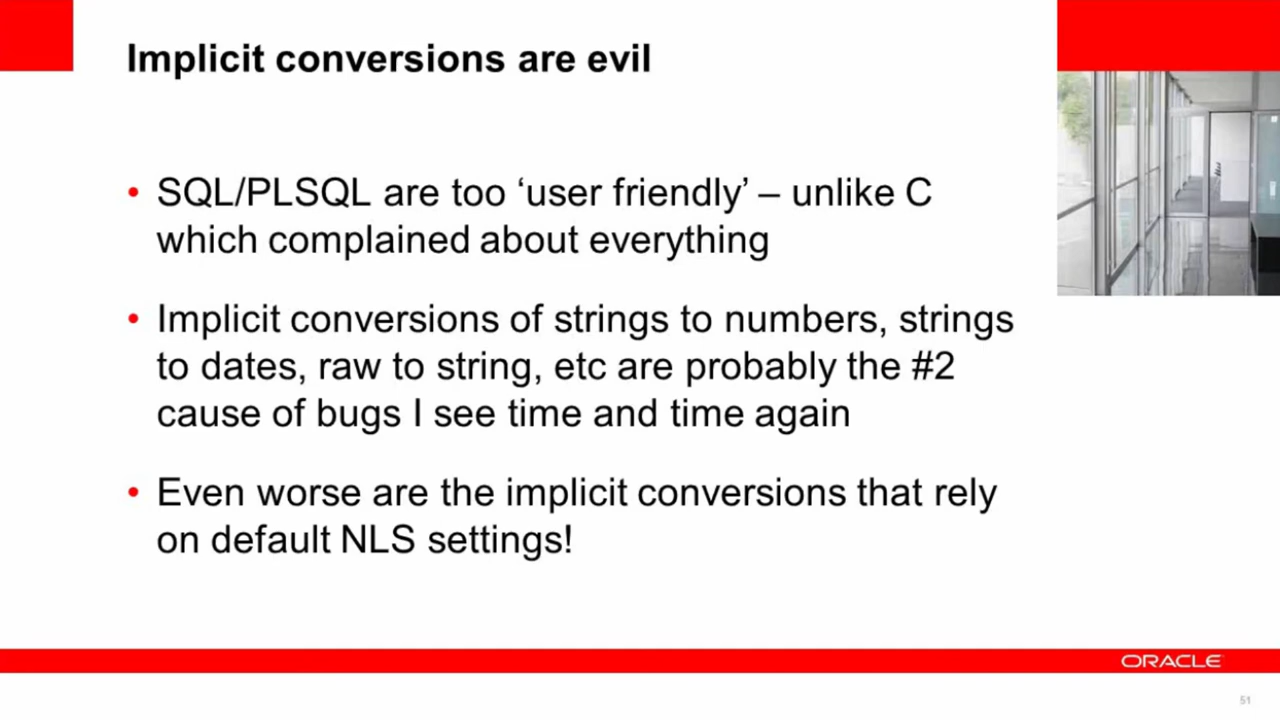 Implicit conversions are evil
• SQL/PLSQL are too ‘user friendly’ – unlike C
which complained about everything
• Implicit conversions of strings to numbers, strings
to dates, raw to string, etc are probably the #2
cause of bugs I see time and time again
• Even worse are the implicit conversions that rely
on default NLS settings!
ORACLE
51